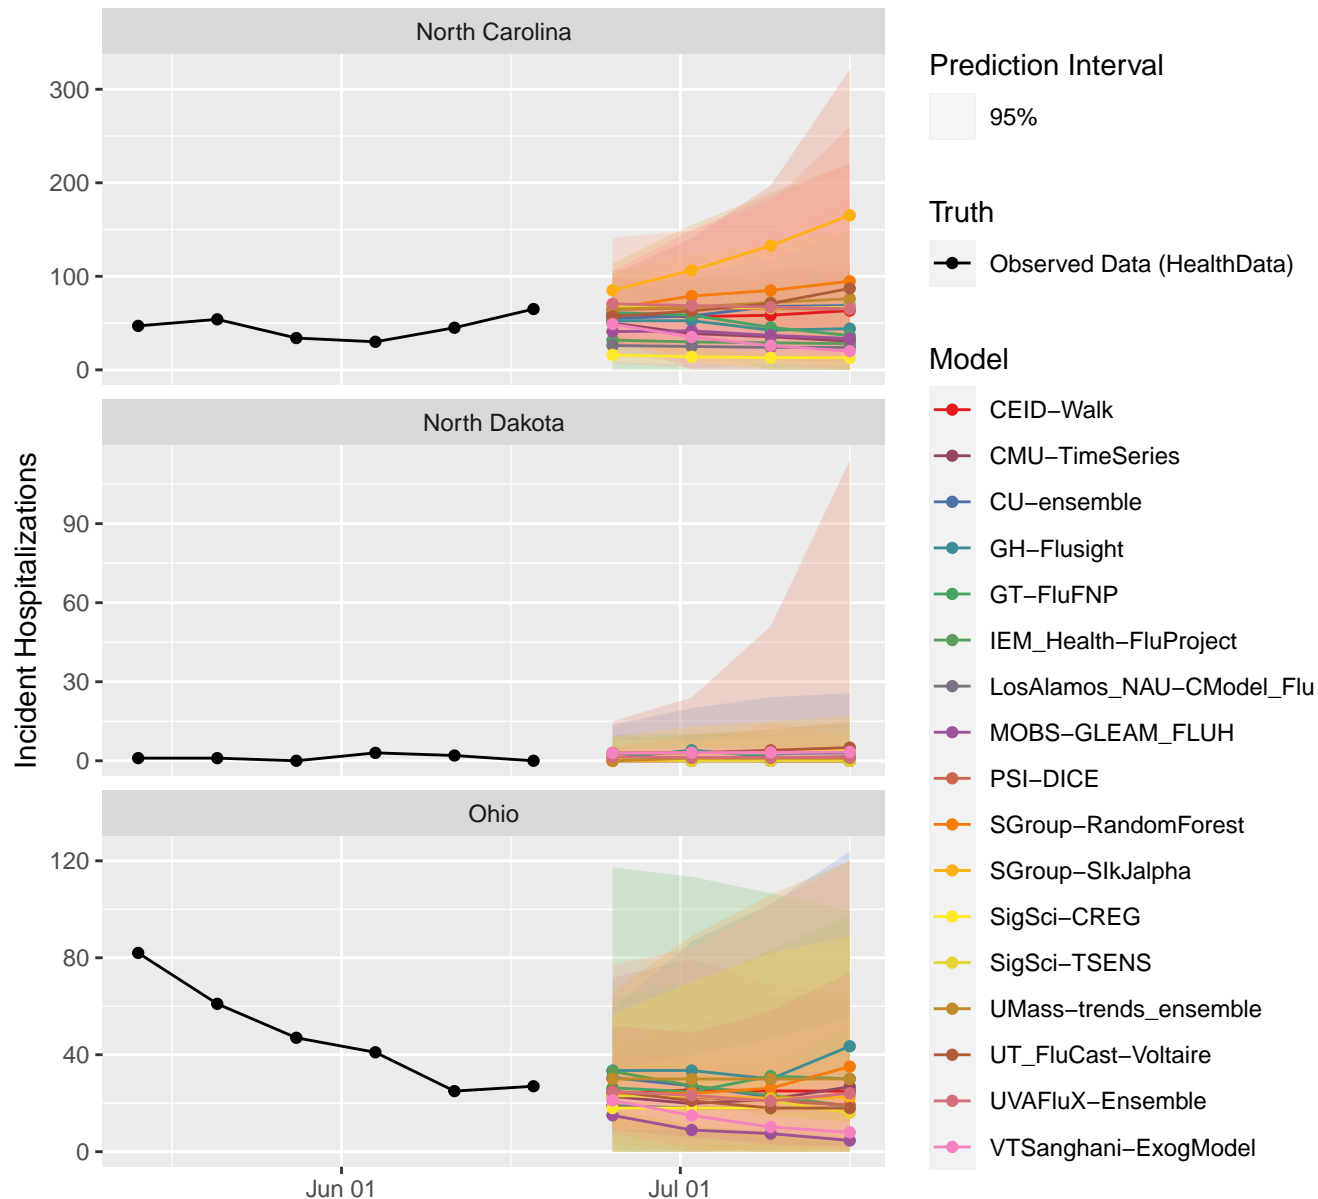 North Carolina
300
200
100
0
North Dakota
90
60
30
0
Ohio
120
80
40
0
Jun 01
Jul 01
Incident Hospitalizations
Prediction Interval
95%
Truth
Observed Data (HealthData)
Model
CEID−Walk
CMU−TimeSeries
CU−ensemble
GH−Flusight
GT−FluFNP
IEM_Health−FluProject
LosAlamos_NAU−CModel_Flu
MOBS−GLEAM_FLUH
PSI−DICE
SGroup−RandomForest
SGroup−SIkJalpha
SigSci−CREG
SigSci−TSENS
UMass−trends_ensemble
UT_FluCast−Voltaire
UVAFluX−Ensemble
VTSanghani−ExogModel